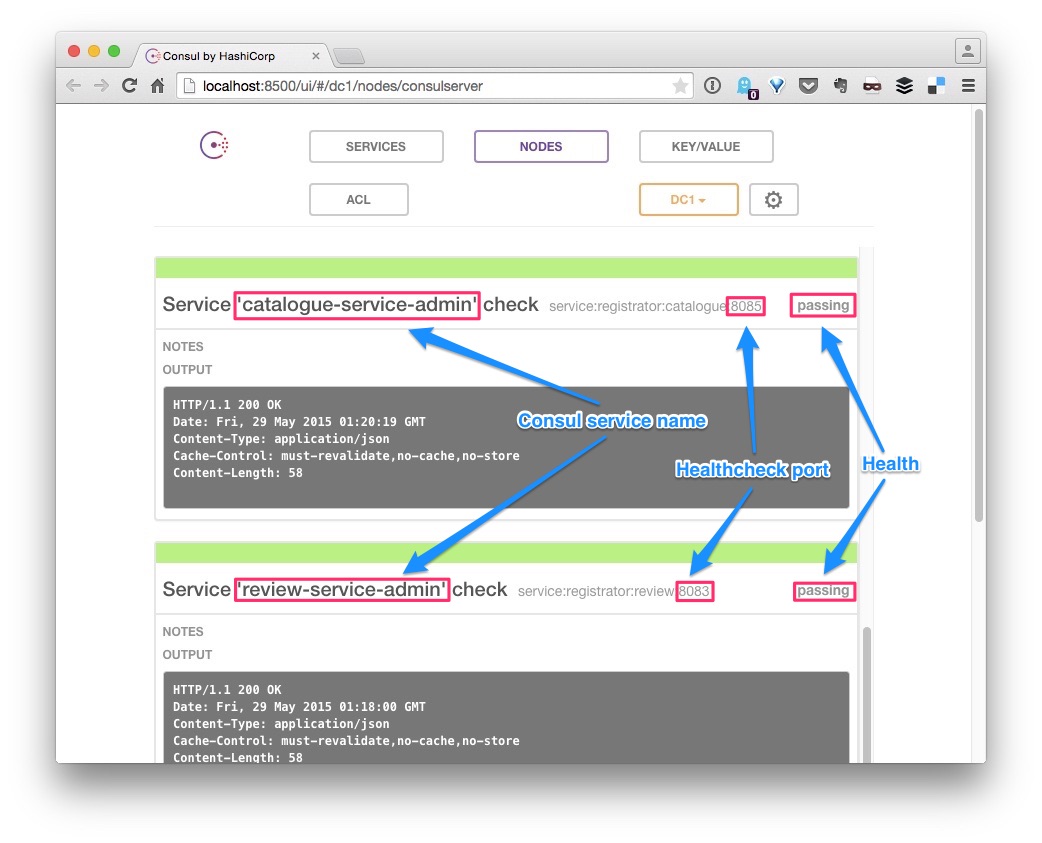 Consul by HashiCorp
localhost:8500/ui/#/dc1/nodes/consulserver
0
SERVICES
NODES
KEY/VALUE
ACL
DC1
Service 'catalogue-service-admin' check service:registrator:catalogue:8085 passing
NOTES
OUTPUT
HTTP/1.1 200 OK
Date: Fri, 29 May 2015 01:20:19 GMT
Content-Type: application/json
Cache-Control: must-revalidate,no-cache,no-store
Content-Length: 58
Consul service name
Healthcheck port
Health
Service 'review-service-admin' check service:registrator:review:8083 passing
NOTES
OUTPUT
HTTP/1.1 200 OK
Date: Fri, 29 May 2015 01:18:00 GMT
Content-Type: application/json
Cache-Control: must-revalidate,no-cache,no-store
Content-Length: 58